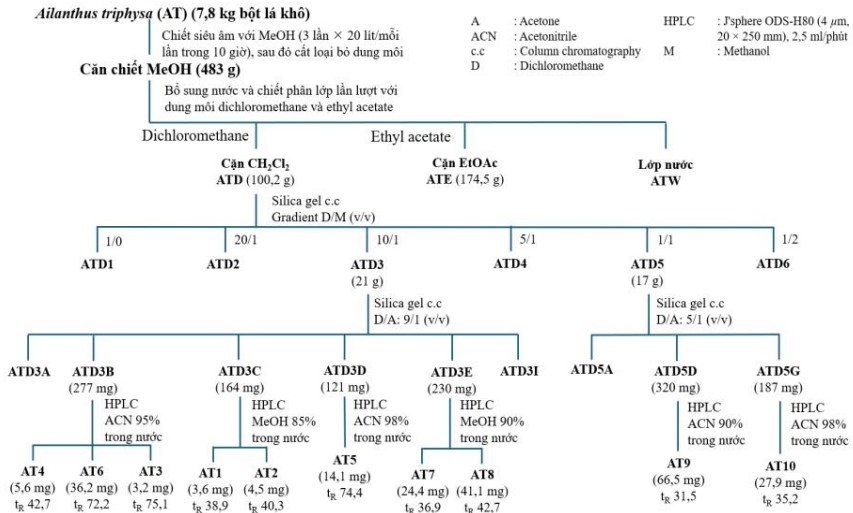 Ailanthus triphysa (AT) (7,8 kg bột lá khô)
Chiết siêu âm với MeOH (3 lần × 20 lít/mỗi
lần trong 10 giờ), sau đó cất loại bỏ dung môi
Căn chiết MeOH (483 g)
Bổ sung nước và chiết phân lớp lần lượt với
dung môi dichloromethane và ethyl acetate
A : Acetone
ACN : Acetonitrile
c.c : Column chromatography
D : Dichloromethane
HPLC : J'sphere ODS-H80 (4 µm,
20 × 250 mm), 2,5 ml/phút
M : Methanol
Dichloromethane
Ethyl acetate
Cặn CH₂Cl₂
ATD (100,2 g)
Cặn EtOAc
ATE (174,5 g)
Lớp nước
ATW
Silica gel c.c
Gradient D/M (v/v)
1/0 20/1 10/1 5/1 1/1 1/2
ATD1 ATD2 ATD3 ATD4 ATD5 ATD6
(21 g) (17 g)
Silica gel c.c
D/A: 9/1 (v/v)
Silica gel c.c
D/A: 5/1 (v/v)
ATD3A ATD3B ATD3C ATD3D ATD3E ATD3I ATD5A ATD5D ATD5G
(277 mg) (164 mg) (121 mg) (230 mg) (320 mg) (187 mg)
HPLC
ACN 95%
trong nước
HPLC
MeOH 85%
trong nước
HPLC
ACN 98%
trong nước
HPLC
MeOH 90%
trong nước
HPLC
ACN 90%
trong nước
HPLC
ACN 98%
trong nước
AT4
(5,6 mg)
tR 42,7
AT6
(36,2 mg)
tR 72,2
AT3
(3,2 mg)
tR 75,1
AT1
(3,6 mg)
tR 38,9
AT2
(4,5 mg)
tR 40,3
AT5
(14,1 mg)
tR 74,4
AT7
(24,4 mg)
tR 36,9
AT8
(41,1 mg)
tR 42,7
AT9
(66,5 mg)
tR 31,5
AT10
(27,9 mg)
tR 35,2